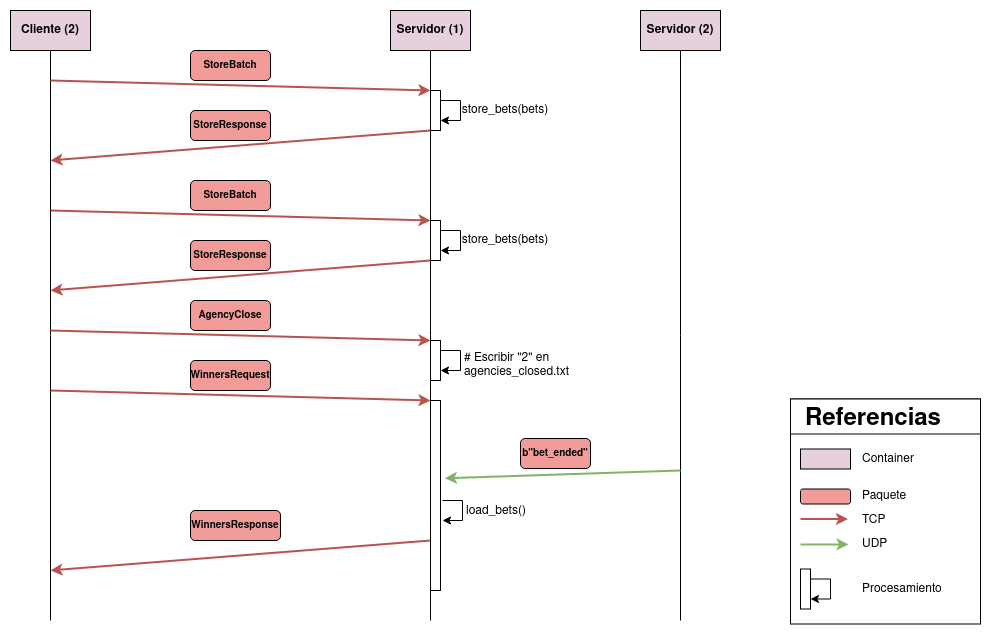 Cliente (2)
Servidor (1)
Servidor (2)
StoreBatch
store_bets(bets)
StoreResponse
StoreBatch
store_bets(bets)
StoreResponse
AgencyClose
# Escribir "2" en
agencies_closed.txt
WinnersRequest
b"bet_ended"
load_bets()
WinnersResponse
Referencias
Container
Paquete
TCP
UDP
Procesamiento